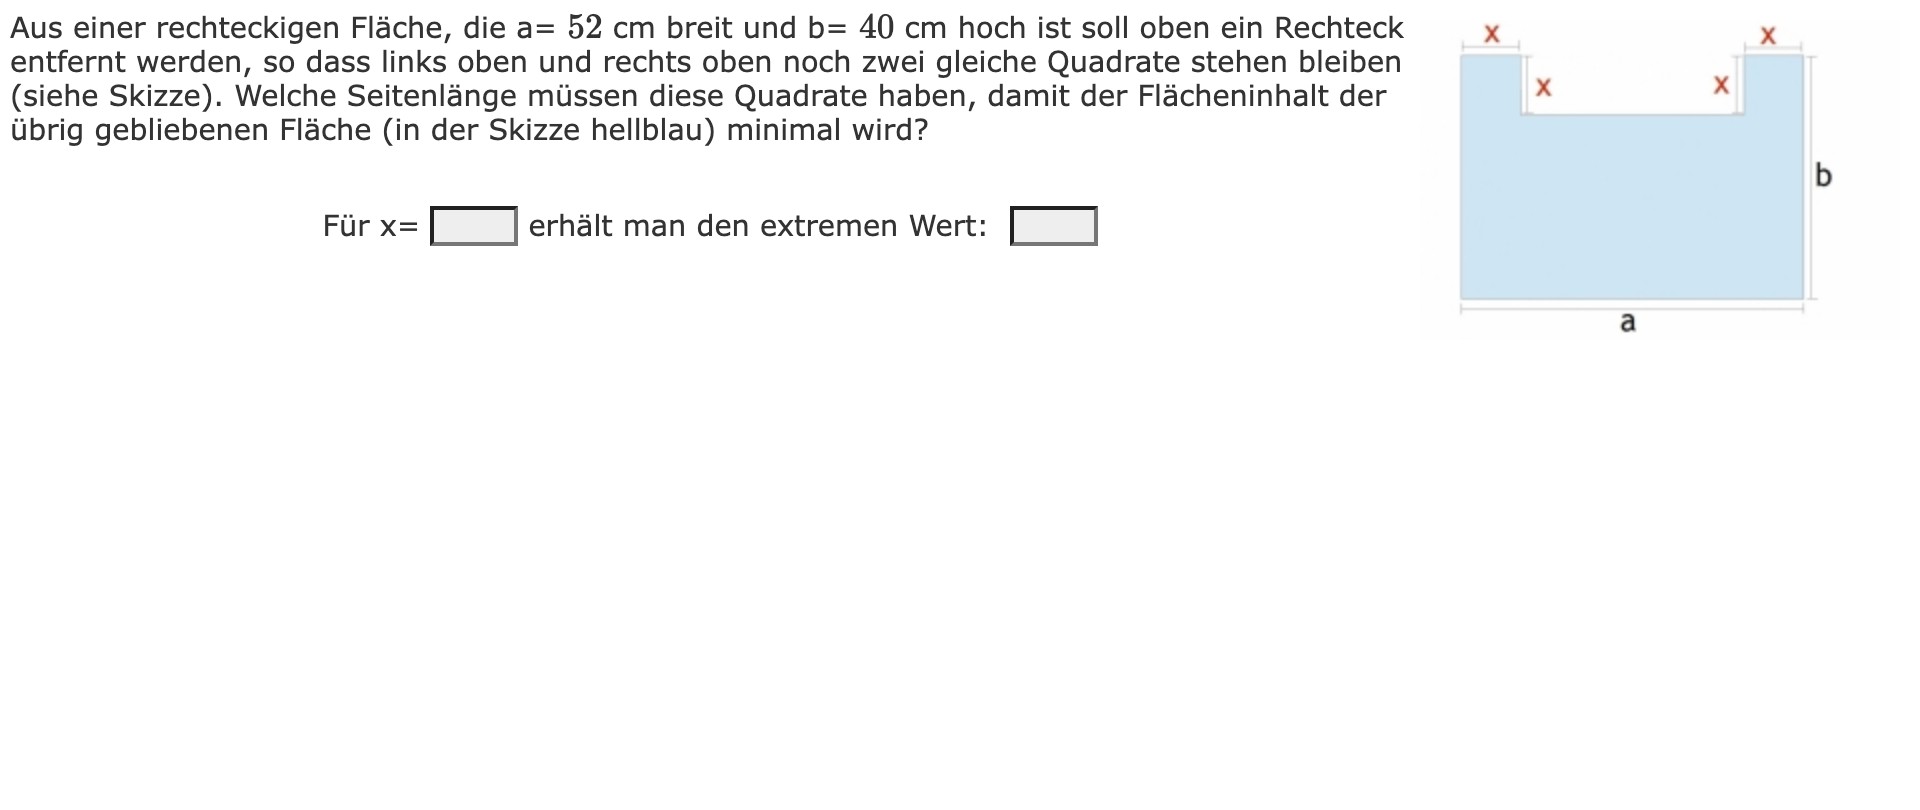 Aus einer rechteckigen Fläche, die a= 52 cm breit und b= 40 cm hoch ist soll oben ein Rechteck
entfernt werden, so dass links oben und rechts oben noch zwei gleiche Quadrate stehen bleiben
(siehe Skizze). Welche Seitenlänge müssen diese Quadrate haben, damit der Flächeninhalt der
übrig gebliebenen Fläche (in der Skizze hellblau) minimal wird?
Für x= erhält man den extremen Wert:
x x
x x
b
a